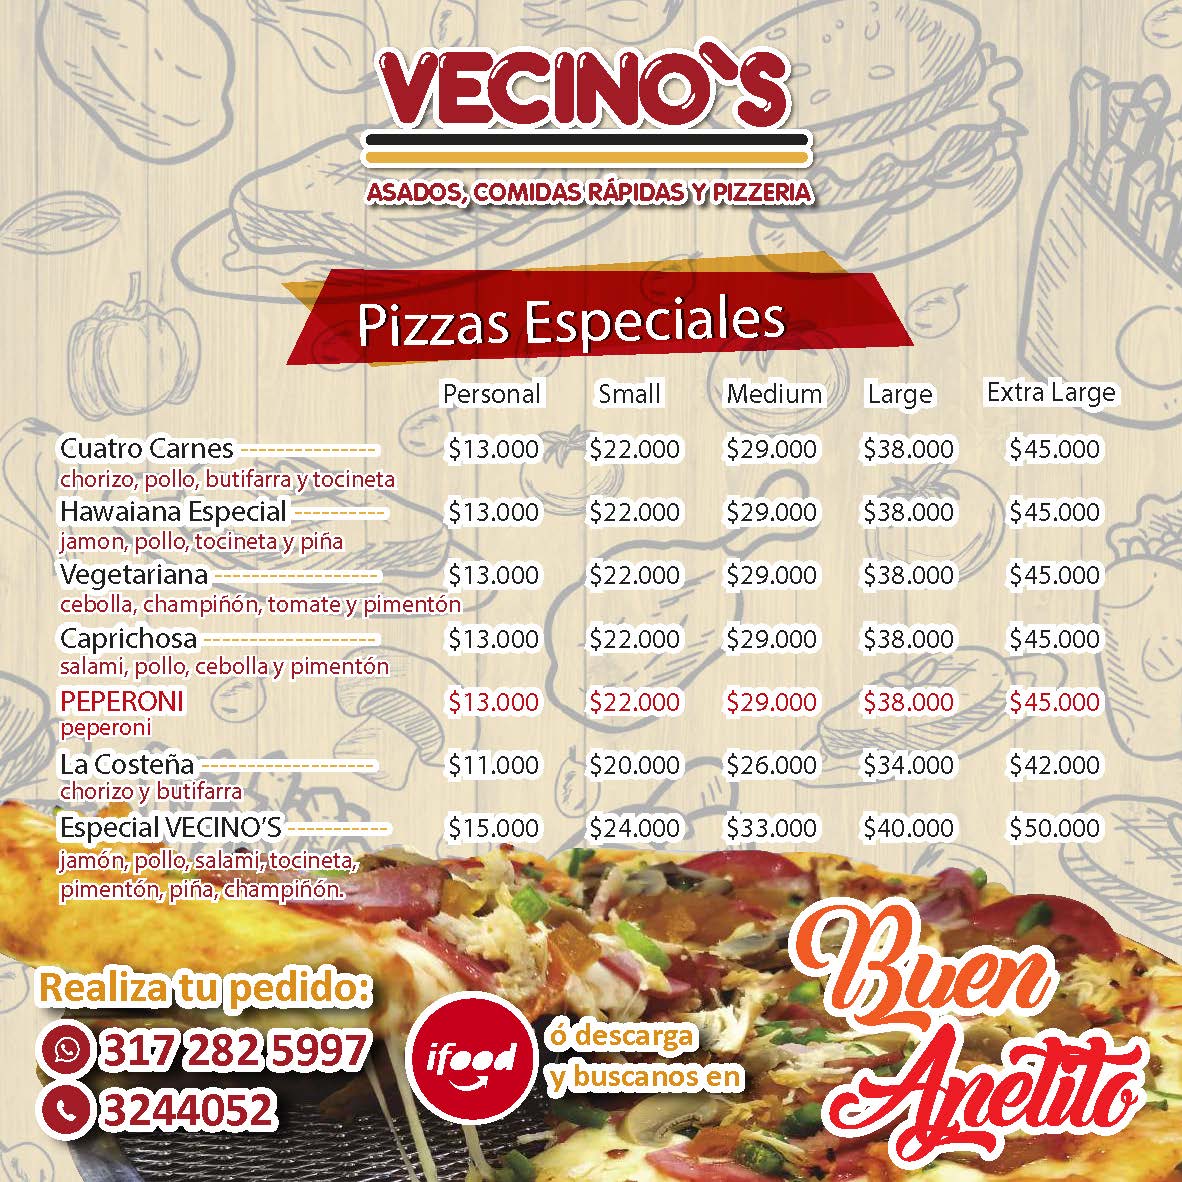 VECINO`S
ASADOS, COMIDAS RÁPIDAS Y PIZZERIA
Pizzas Especiales
Personal Small Medium Large Extra Large
Cuatro Carnes --------------- $13.000 $22.000 $29.000 $38.000 $45.000
chorizo, pollo, butifarra y tocineta
Hawaiana Especial ---------- $13.000 $22.000 $29.000 $38.000 $45.000
jamon, pollo, tocineta y piña
Vegetariana ------------------ $13.000 $22.000 $29.000 $38.000 $45.000
cebolla, champiñón, tomate y pimentón
Caprichosa ------------------- $13.000 $22.000 $29.000 $38.000 $45.000
salami, pollo, cebolla y pimentón
PEPERONI $13.000 $22.000 $29.000 $38.000 $45.000
peperoni
La Costeña ------------------- $11.000 $20.000 $26.000 $34.000 $42.000
chorizo y butifarra
Especial VECINO'S ----------- $15.000 $24.000 $33.000 $40.000 $50.000
jamón, pollo, salami, tocineta,
pimentón, piña, champiñón.
Realiza tu pedido:
317 282 5997
3244052
ifood
ó descarga
y buscanos en
Buen
Apetito